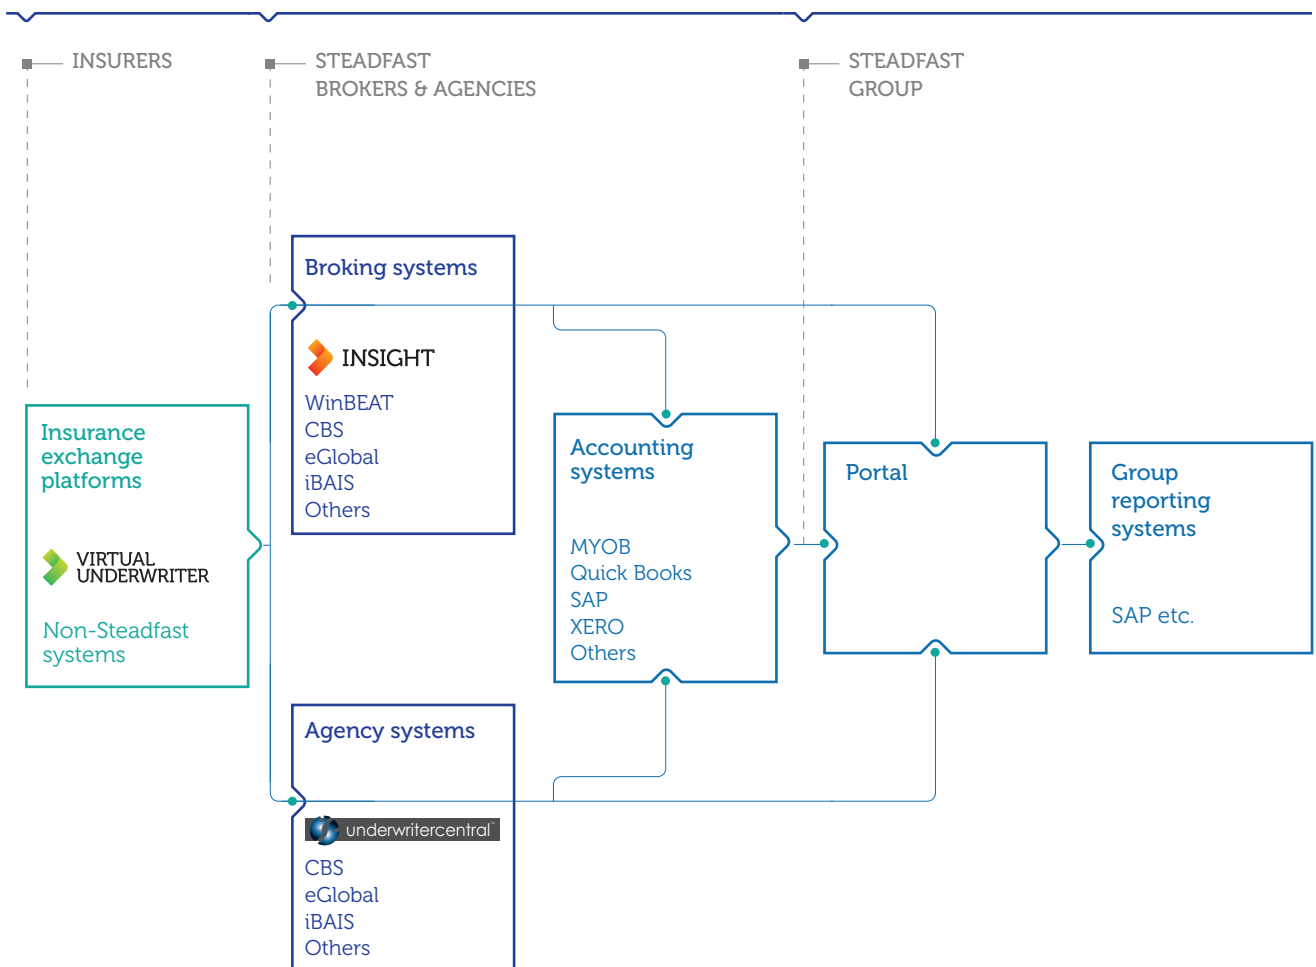 INSURERS
STEADFAST
BROKERS & AGENCIES
STEADFAST
GROUP
Broking systems
INSIGHT
WinBEAT
CBS
eGlobal
iBAIS
Others
Insurance
exchange
platforms
VIRTUAL
UNDERWRITER
Non-Steadfast
systems
Accounting
systems
MYOB
Quick Books
SAP
XERO
Others
Portal
Group
reporting
systems
SAP etc.
Agency systems
underwritercentral™
CBS
eGlobal
iBAIS
Others